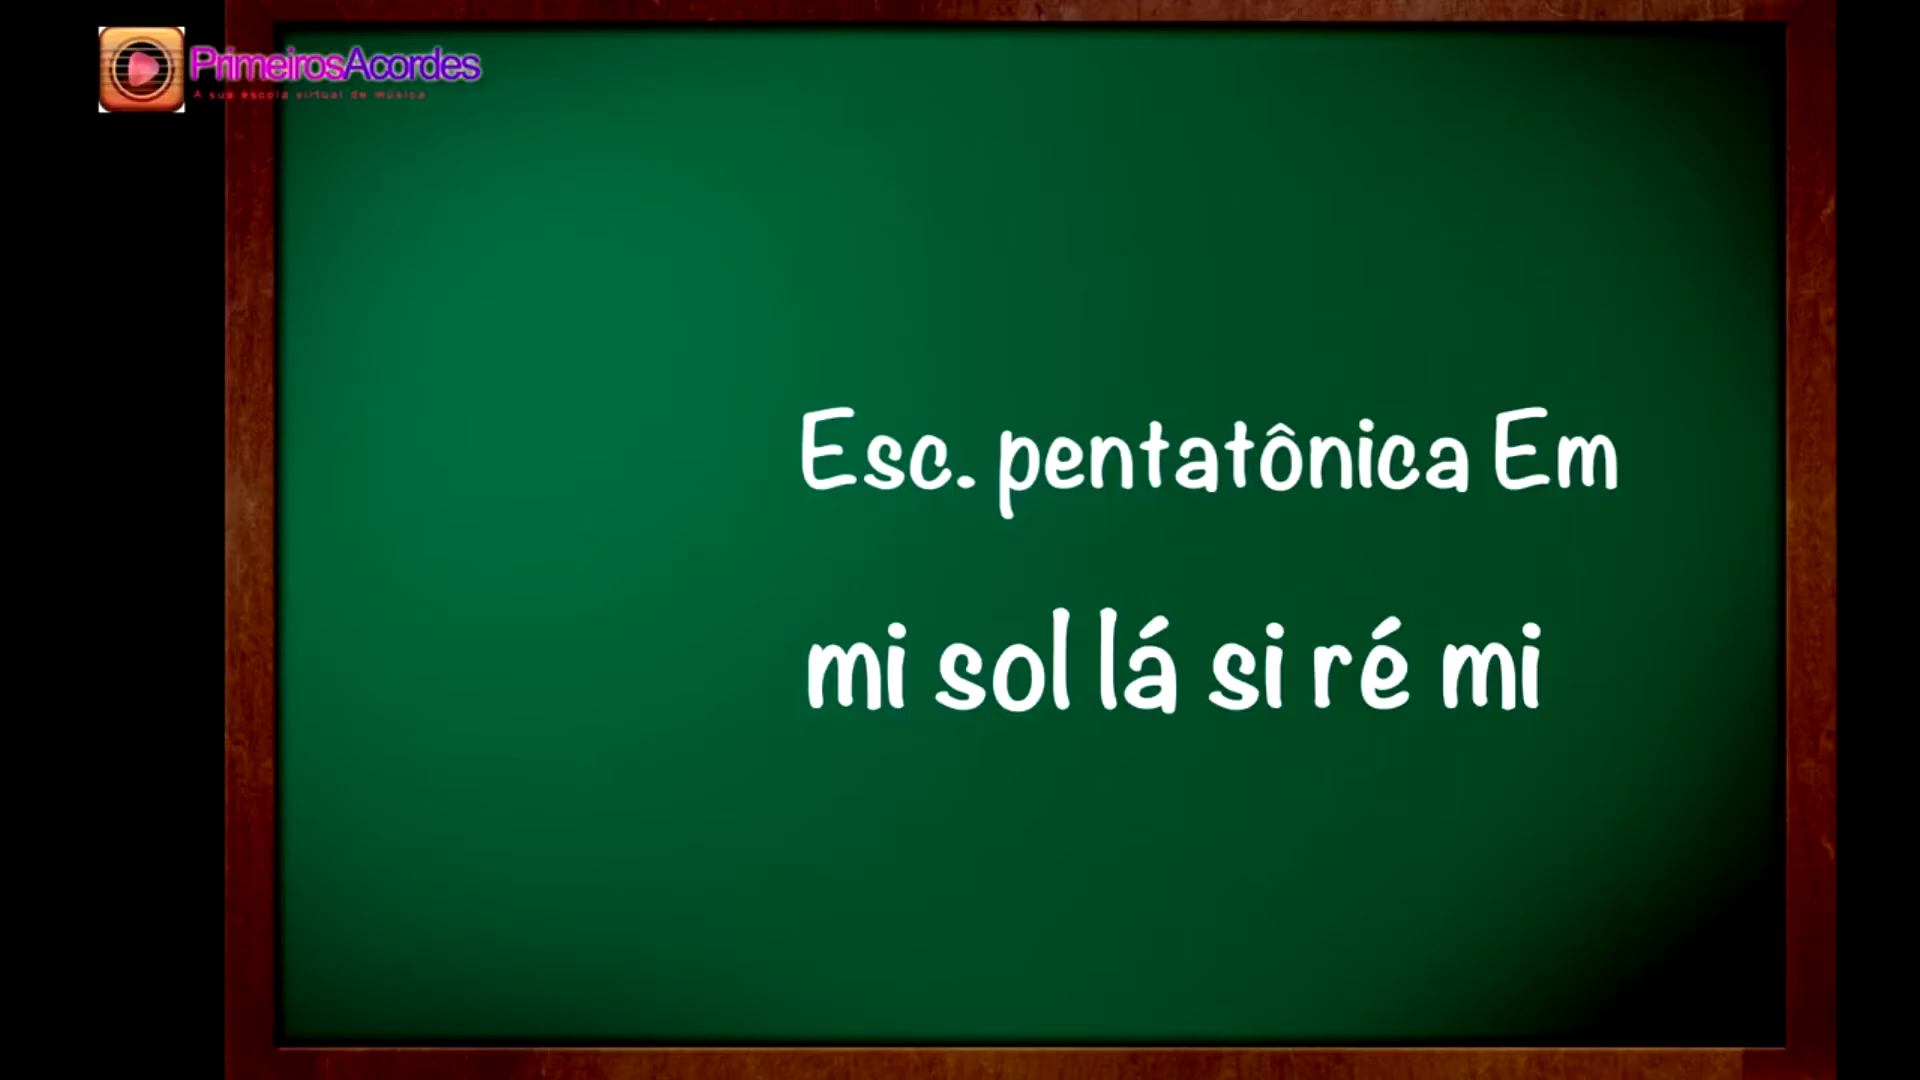 PrimeirosAcordes
A sua escola virtual de música
Esc. pentatônica Em
mi sol lá si ré mi